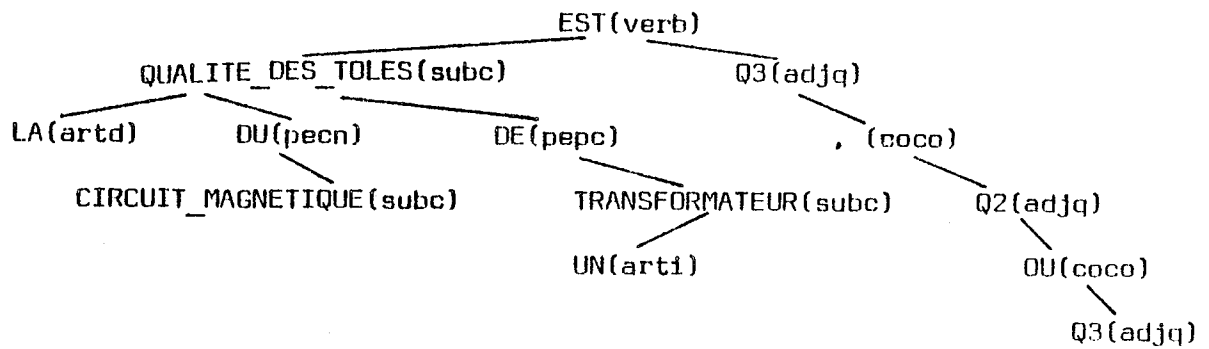 EST(verb)
QUALITE_DES_TOLES(subc) Q3(adjq)
LA(artd) DU(pecn) DE(pepc) , (coco)
CIRCUIT_MAGNETIQUE(subc) TRANSFORMATEUR(subc) Q2(adjq)
UN(arti) OU(coco)
Q3(adjq)